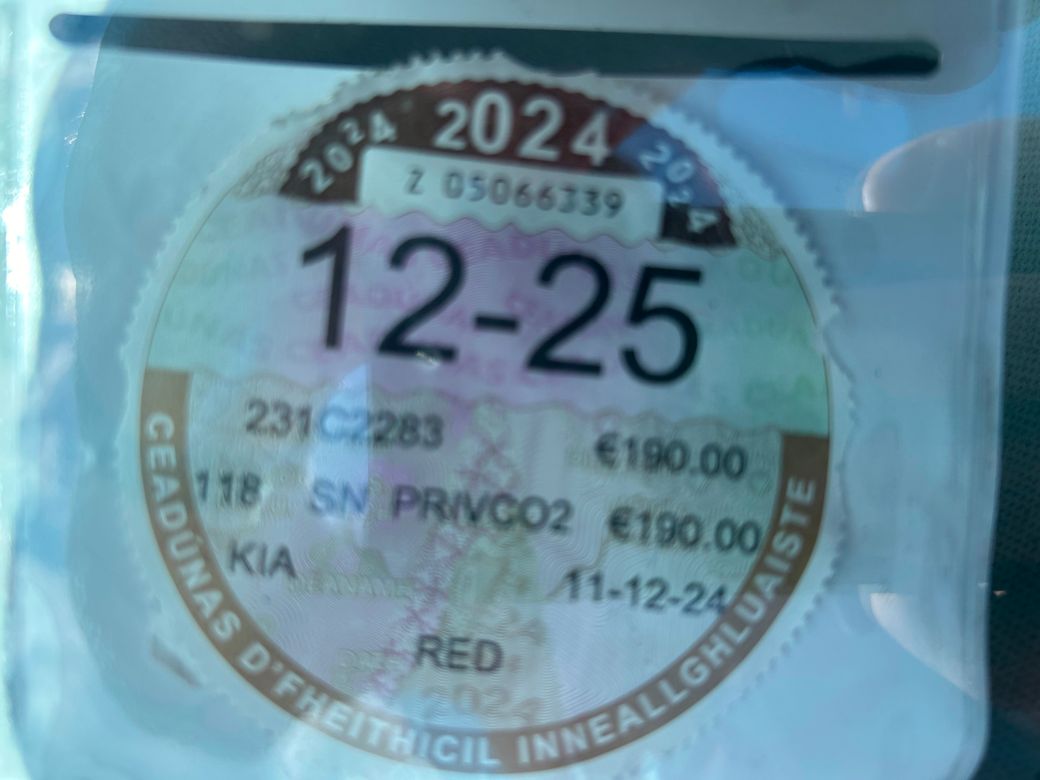 2024 2024 2024
Z 05066339
12-25
231C2283 €190.00
118 SN PRIVCO2 €190.00
KIA 11-12-24
RED
2024
CEADÚNAS D'FHEITHICIL INNEALLGHLUAISTE